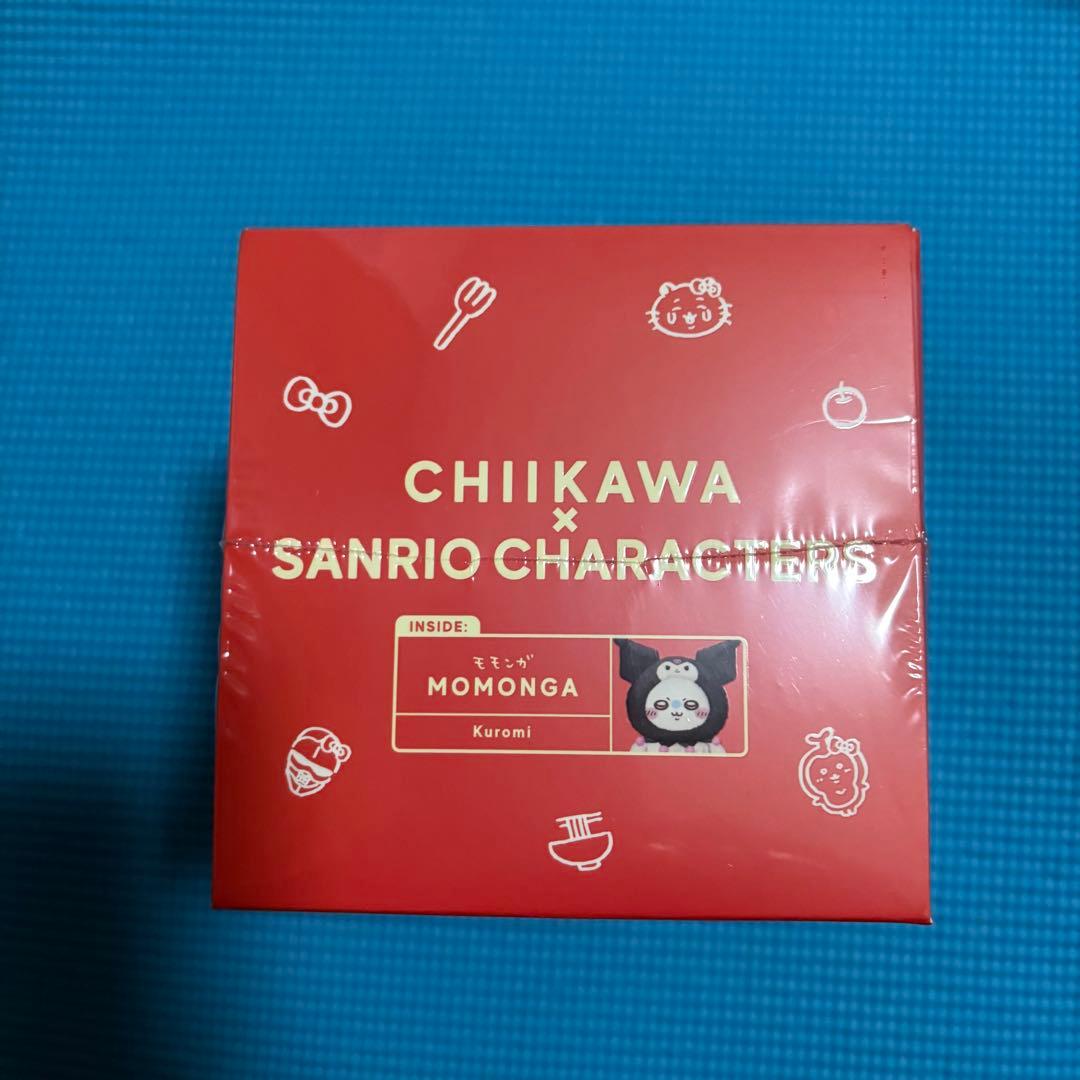 CHIIKAWA
×
SANRIO CHARACTERS
INSIDE:
モモンガ
MOMONGA
Kuromi